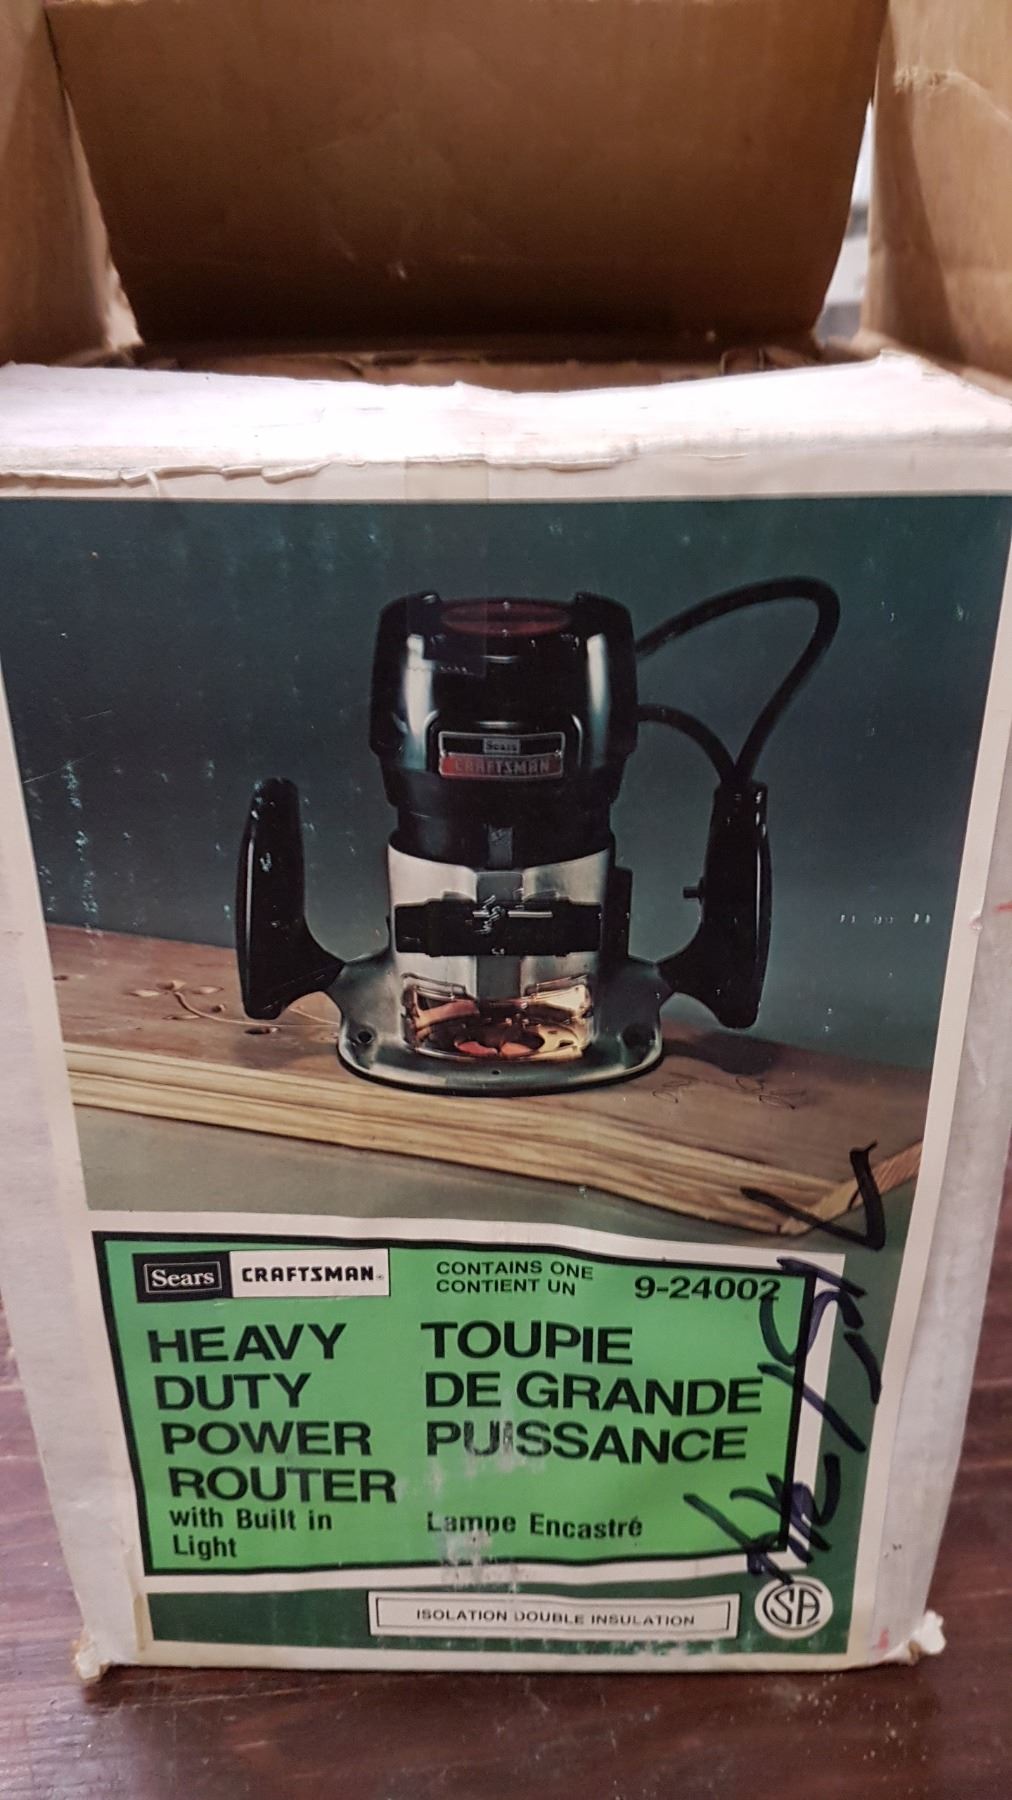 Sears
CRAFTSMAN
Sears CRAFTSMAN®
CONTAINS ONE
CONTIENT UN
9-24002
HEAVY
DUTY
POWER
ROUTER
with Built in
Light
TOUPIE
DE GRANDE
PUISSANCE
Lampe Encastré
ISOLATION DOUBLE INSULATION
CSA